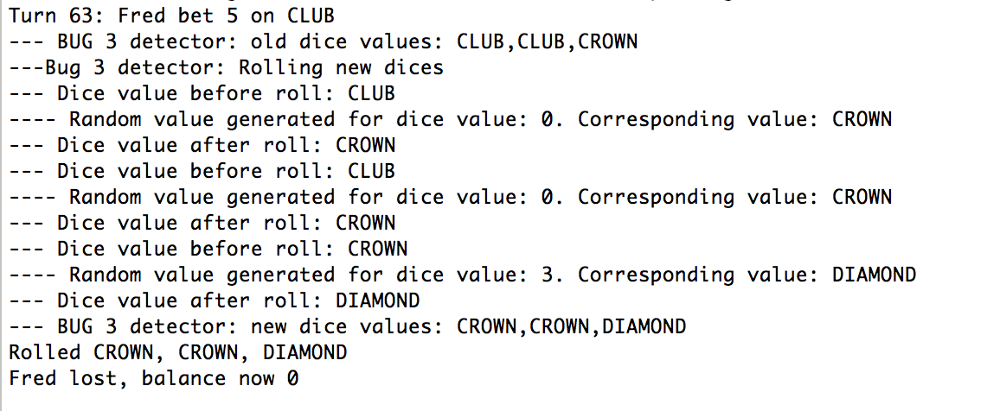 Turn 63: Fred bet 5 on CLUB
--- BUG 3 detector: old dice values: CLUB,CLUB,CROWN
---Bug 3 detector: Rolling new dices
--- Dice value before roll: CLUB
---- Random value generated for dice value: 0. Corresponding value: CROWN
--- Dice value after roll: CROWN
--- Dice value before roll: CLUB
---- Random value generated for dice value: 0. Corresponding value: CROWN
--- Dice value after roll: CROWN
--- Dice value before roll: CROWN
---- Random value generated for dice value: 3. Corresponding value: DIAMOND
--- Dice value after roll: DIAMOND
--- BUG 3 detector: new dice values: CROWN,CROWN,DIAMOND
Rolled CROWN, CROWN, DIAMOND
Fred lost, balance now 0